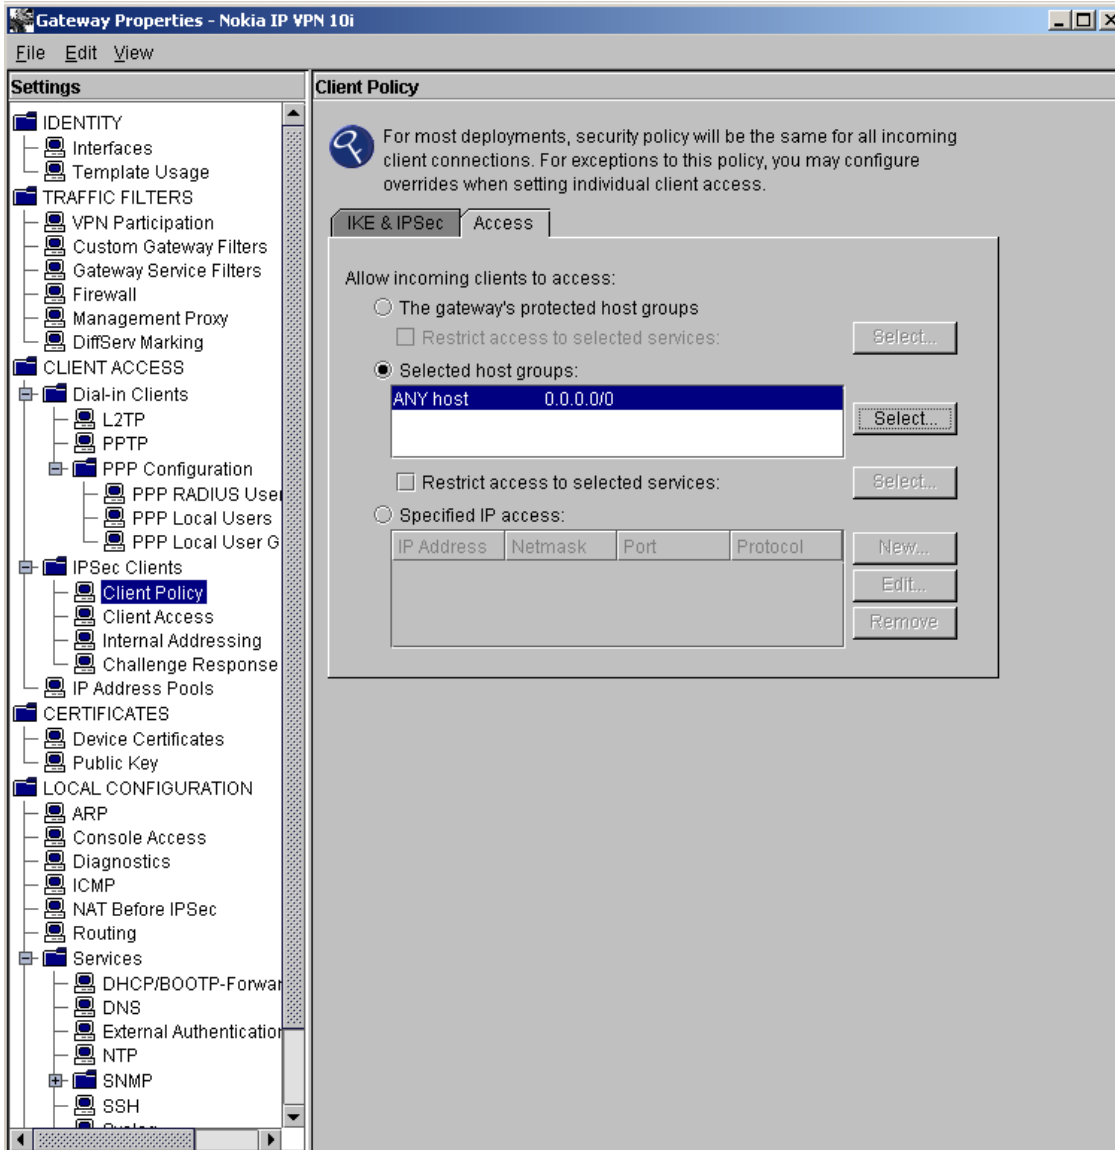 Gateway Properties - Nokia IP VPN 10i
File Edit View
Settings
IDENTITY
Interfaces
Template Usage
TRAFFIC FILTERS
VPN Participation
Custom Gateway Filters
Gateway Service Filters
Firewall
Management Proxy
DiffServ Marking
CLIENT ACCESS
Dial-in Clients
L2TP
PPTP
PPP Configuration
PPP RADIUS User
PPP Local Users
PPP Local User G
IPSec Clients
Client Policy
Client Access
Internal Addressing
Challenge Response
IP Address Pools
CERTIFICATES
Device Certificates
Public Key
LOCAL CONFIGURATION
ARP
Console Access
Diagnostics
ICMP
NAT Before IPSec
Routing
Services
DHCP/BOOTP-Forwar
DNS
External Authentication
NTP
SNMP
SSH
Client Policy
For most deployments, security policy will be the same for all incoming
client connections. For exceptions to this policy, you may configure
overrides when setting individual client access.
IKE & IPSec Access
Allow incoming clients to access:
The gateway's protected host groups
Restrict access to selected services: Select...
Selected host groups:
ANY host 0.0.0.0/0
Select...
Restrict access to selected services: Select...
Specified IP access:
IP Address Netmask Port Protocol New...
Edit...
Remove